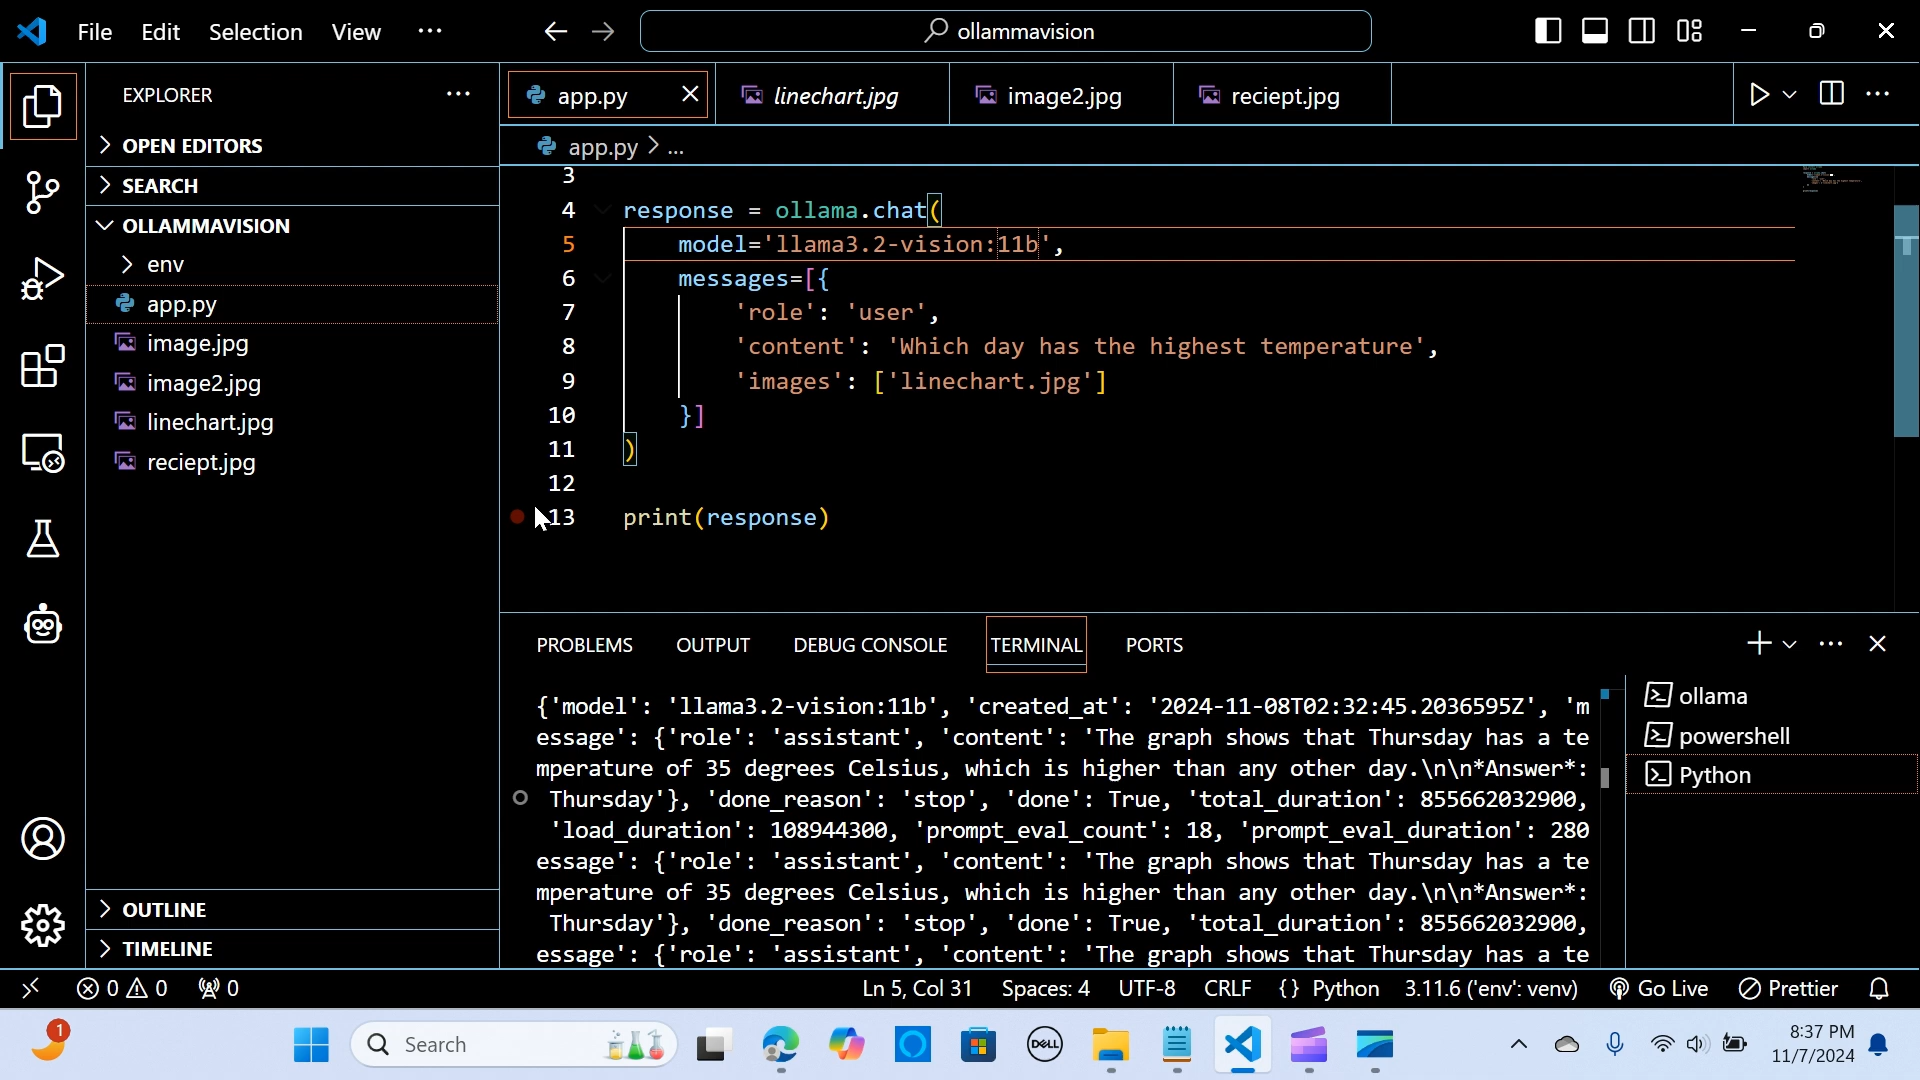 File Edit Selection View ···
ollammavision
EXPLORER ···
OPEN EDITORS
SEARCH
OLLAMMAVISION
env
app.py
image.jpg
image2.jpg
linechart.jpg
reciept.jpg
OUTLINE
TIMELINE
app.py linechart.jpg image2.jpg reciept.jpg
app.py > ...
3
4 response = ollama.chat(
5 model='llama3.2-vision:11b',
6 messages=[{
7 'role': 'user',
8 'content': 'Which day has the highest temperature',
9 'images': ['linechart.jpg']
10 }]
11 )
12
13 print(response)
PROBLEMS OUTPUT DEBUG CONSOLE TERMINAL PORTS
{'model': 'llama3.2-vision:11b', 'created_at': '2024-11-08T02:32:45.2036595Z', 'm
essage': {'role': 'assistant', 'content': 'The graph shows that Thursday has a te
mperature of 35 degrees Celsius, which is higher than any other day.\n\n*Answer*:
Thursday'}, 'done_reason': 'stop', 'done': True, 'total_duration': 855662032900,
'load_duration': 108944300, 'prompt_eval_count': 18, 'prompt_eval_duration': 280
essage': {'role': 'assistant', 'content': 'The graph shows that Thursday has a te
mperature of 35 degrees Celsius, which is higher than any other day.\n\n*Answer*:
Thursday'}, 'done_reason': 'stop', 'done': True, 'total_duration': 855662032900,
essage': {'role': 'assistant', 'content': 'The graph shows that Thursday has a te
ollama
powershell
Python
0 0 0 Ln 5, Col 31 Spaces: 4 UTF-8 CRLF {} Python 3.11.6 ('env': venv) Go Live Prettier
1 Search DELL 8:37 PM
11/7/2024